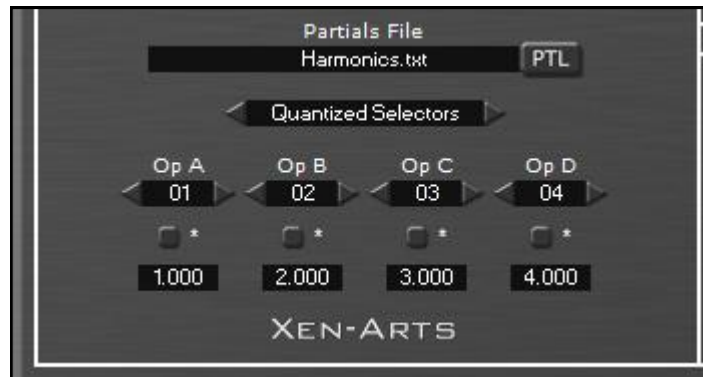 Partials File
Harmonics.txt PTL
Quantized Selectors
Op A Op B Op C Op D
01 02 03 04
* * * *
1.000 2.000 3.000 4.000
XEN-ARTS